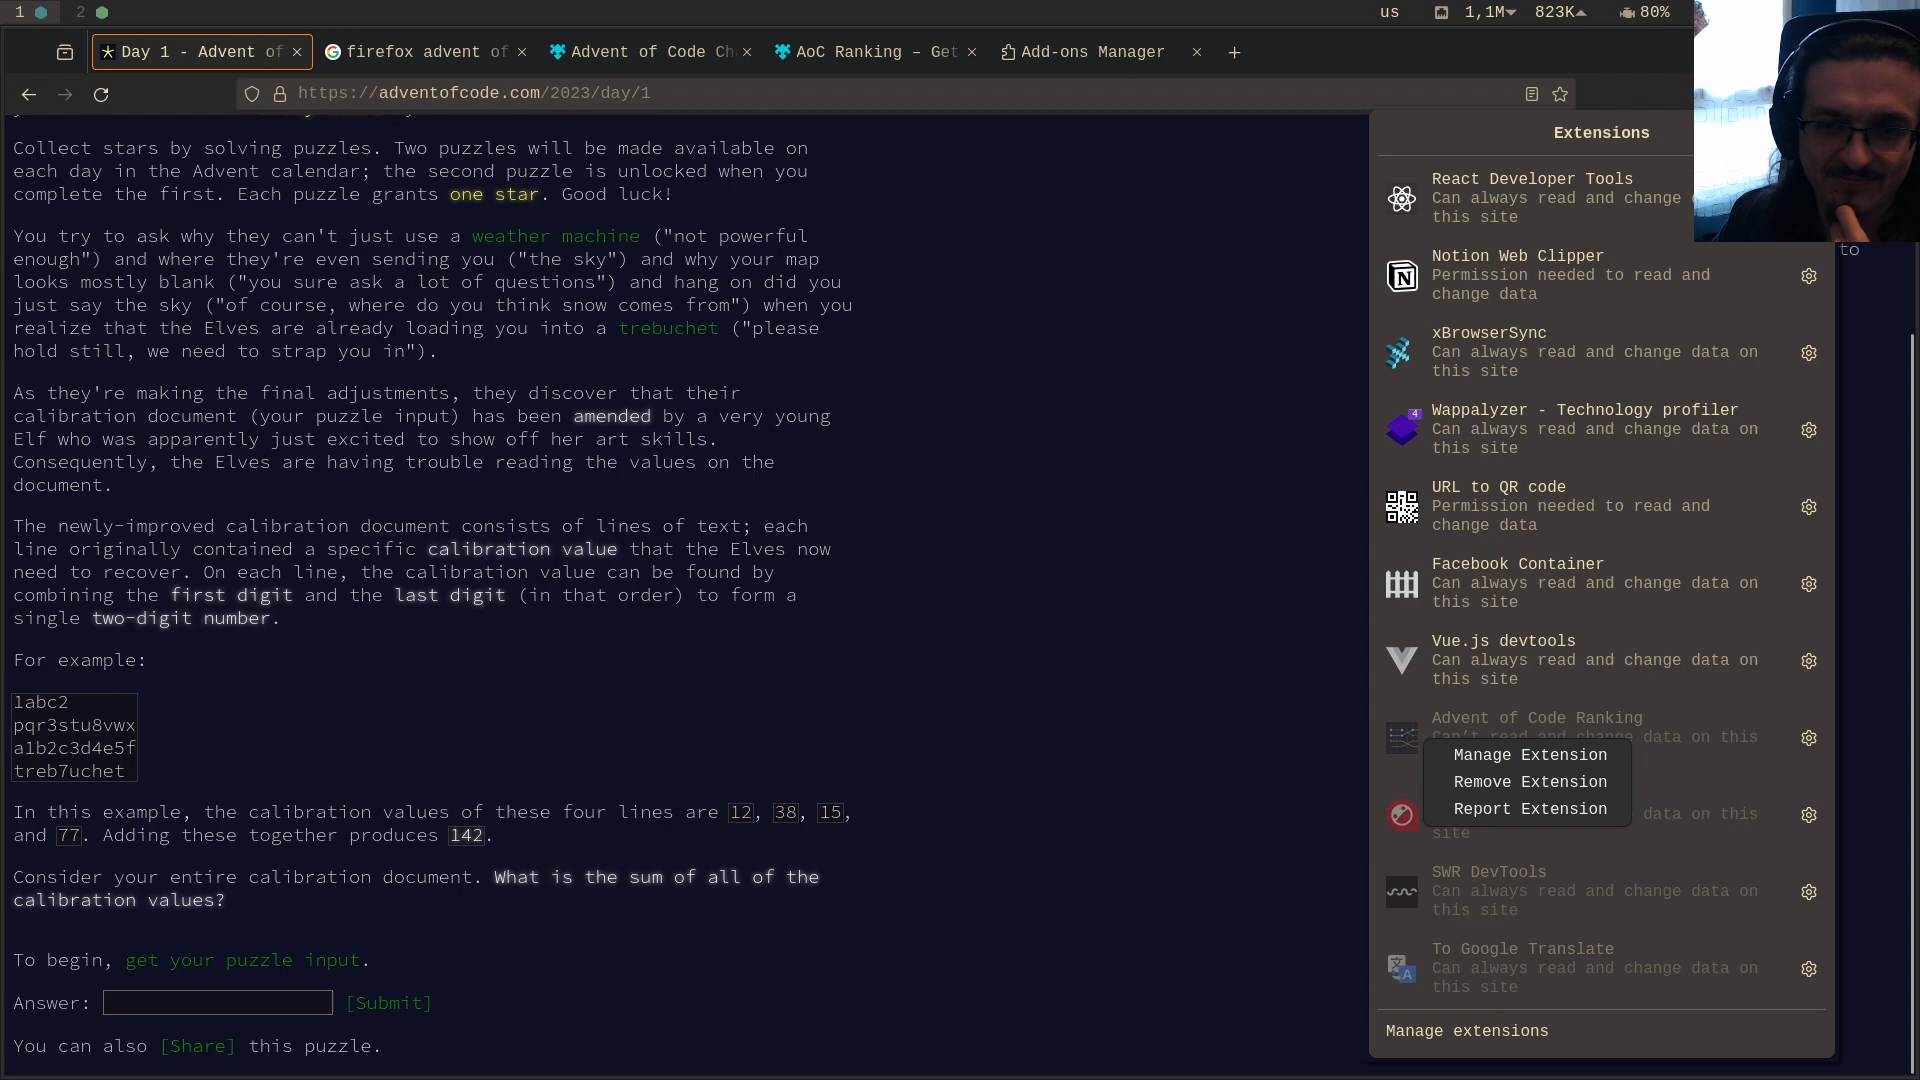 1
2
us
1,1M
823K
80%
Day 1 - Advent of
firefox advent of
Advent of Code Ch
AoC Ranking – Get
Add-ons Manager
https://adventofcode.com/2023/day/1
Collect stars by solving puzzles. Two puzzles will be made available on
each day in the Advent calendar; the second puzzle is unlocked when you
complete the first. Each puzzle grants one star. Good luck!
You try to ask why they can't just use a weather machine ("not powerful
enough") and where they're even sending you ("the sky") and why your map
looks mostly blank ("you sure ask a lot of questions") and hang on did you
just say the sky ("of course, where do you think snow comes from") when you
realize that the Elves are already loading you into a trebuchet ("please
hold still, we need to strap you in").
As they're making the final adjustments, they discover that their
calibration document (your puzzle input) has been amended by a very young
Elf who was apparently just excited to show off her art skills.
Consequently, the Elves are having trouble reading the values on the
document.
The newly-improved calibration document consists of lines of text; each
line originally contained a specific calibration value that the Elves now
need to recover. On each line, the calibration value can be found by
combining the first digit and the last digit (in that order) to form a
single two-digit number.
For example:
1abc2
pqr3stu8vwx
a1b2c3d4e5f
treb7uchet
In this example, the calibration values of these four lines are 12, 38, 15,
and 77. Adding these together produces 142.
Consider your entire calibration document. What is the sum of all of the
calibration values?
To begin, get your puzzle input.
Answer: [Submit]
You can also [Share] this puzzle.
Extensions
React Developer Tools
Can always read and change
this site
to
Notion Web Clipper
Permission needed to read and
change data
xBrowserSync
Can always read and change data on
this site
4
Wappalyzer - Technology profiler
Can always read and change data on
this site
URL to QR code
Permission needed to read and
change data
Facebook Container
Can always read and change data on
this site
Vue.js devtools
Can always read and change data on
this site
Advent of Code Ranking
Can't read and change data on this
Manage Extension
Remove Extension
Report Extension
data on this
site
SWR DevTools
Can always read and change data on
this site
To Google Translate
Can always read and change data on
this site
Manage extensions